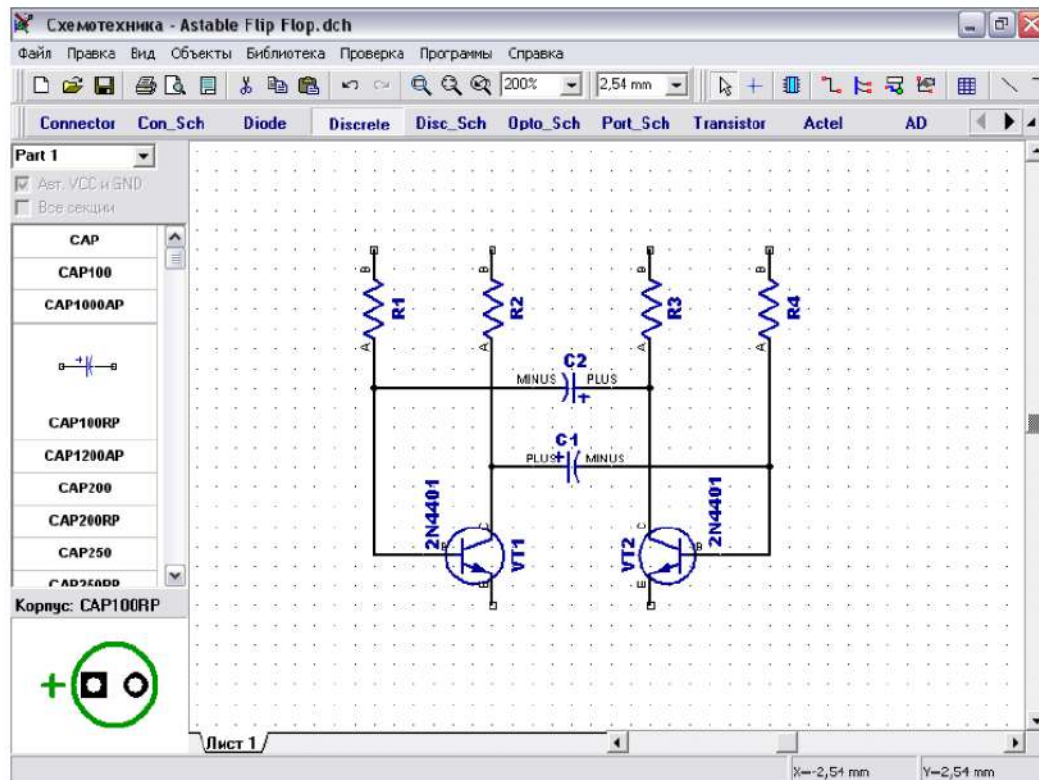 Схемотехника - Astable Flip Flop.dch
Файл Правка Вид Объекты Библиотека Проверка Программы Справка
200% 2,54 mm
Connector Con_Sch Diode Discrete Disc_Sch Opto_Sch Port_Sch Transistor Actel AD
Part 1
Авт. VCC и GND
Все секции
CAP
CAP100
CAP1000AP
CAP100RP
CAP1200AP
CAP200
CAP200RP
CAP250
CAP250RP
Корпус: CAP100RP
B B B B
R1 R2 R3 R4
A A A A
C2
MINUS PLUS
+
C1
PLUS + MINUS
2N4401 2N4401
B C C B
VT1 VT2
E E
Лист 1
X=-2,54 mm Y=2,54 mm